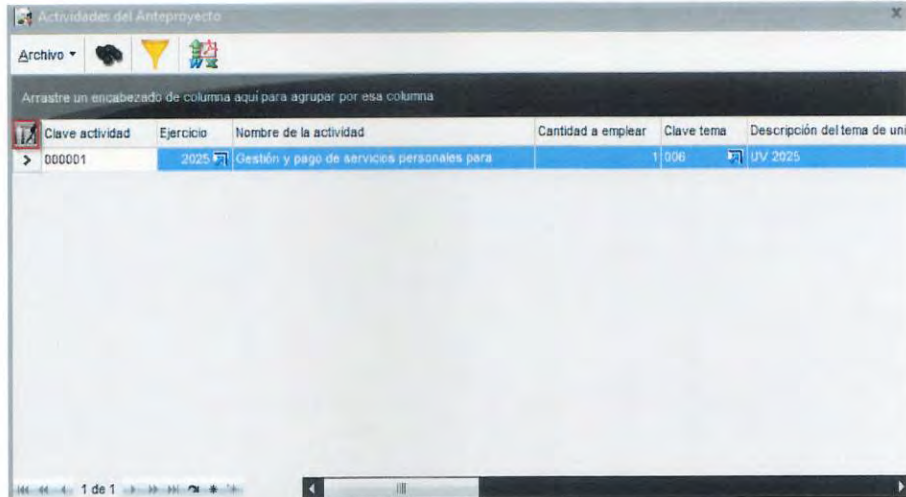 Actividades del Anteproyecto
Archivo
Arrastre un encabezado de columna aquí para agrupar por esa columna
Clave actividad Ejercicio Nombre de la actividad Cantidad a emplear Clave tema Descripción del tema de uni
000001 2025 Gestión y pago de servicios personales para 1 006 UV 2025
1 de 1